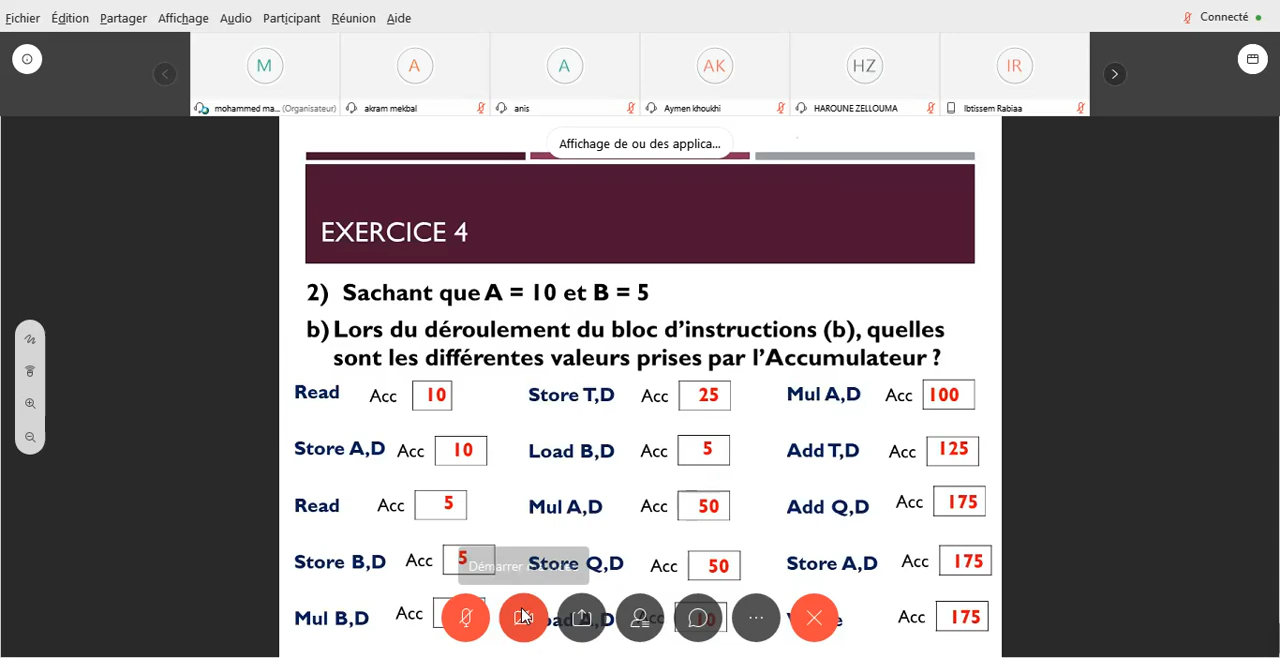 Fichier Édition Partager Affichage Audio Participant Réunion Aide Connecté
M A A AK HZ IR
mohammed ma... (Organisateur) akram mekbal anis Aymen khoukhi HAROUNE ZELLOUMA Ibtissem Rabiaa
Affichage de ou des applica...
EXERCICE 4
2) Sachant que A = 10 et B = 5
b) Lors du déroulement du bloc d’instructions (b), quelles
sont les différentes valeurs prises par l’Accumulateur ?
Read Acc 10 Store T,D Acc 25 Mul A,D Acc 100
Store A,D Acc 10 Load B,D Acc 5 Add T,D Acc 125
Read Acc 5 Mul A,D Acc 50 Add Q,D Acc 175
Store B,D Acc 5 Store Q,D Acc 50 Store A,D Acc 175
Mul B,D Acc Acc 175